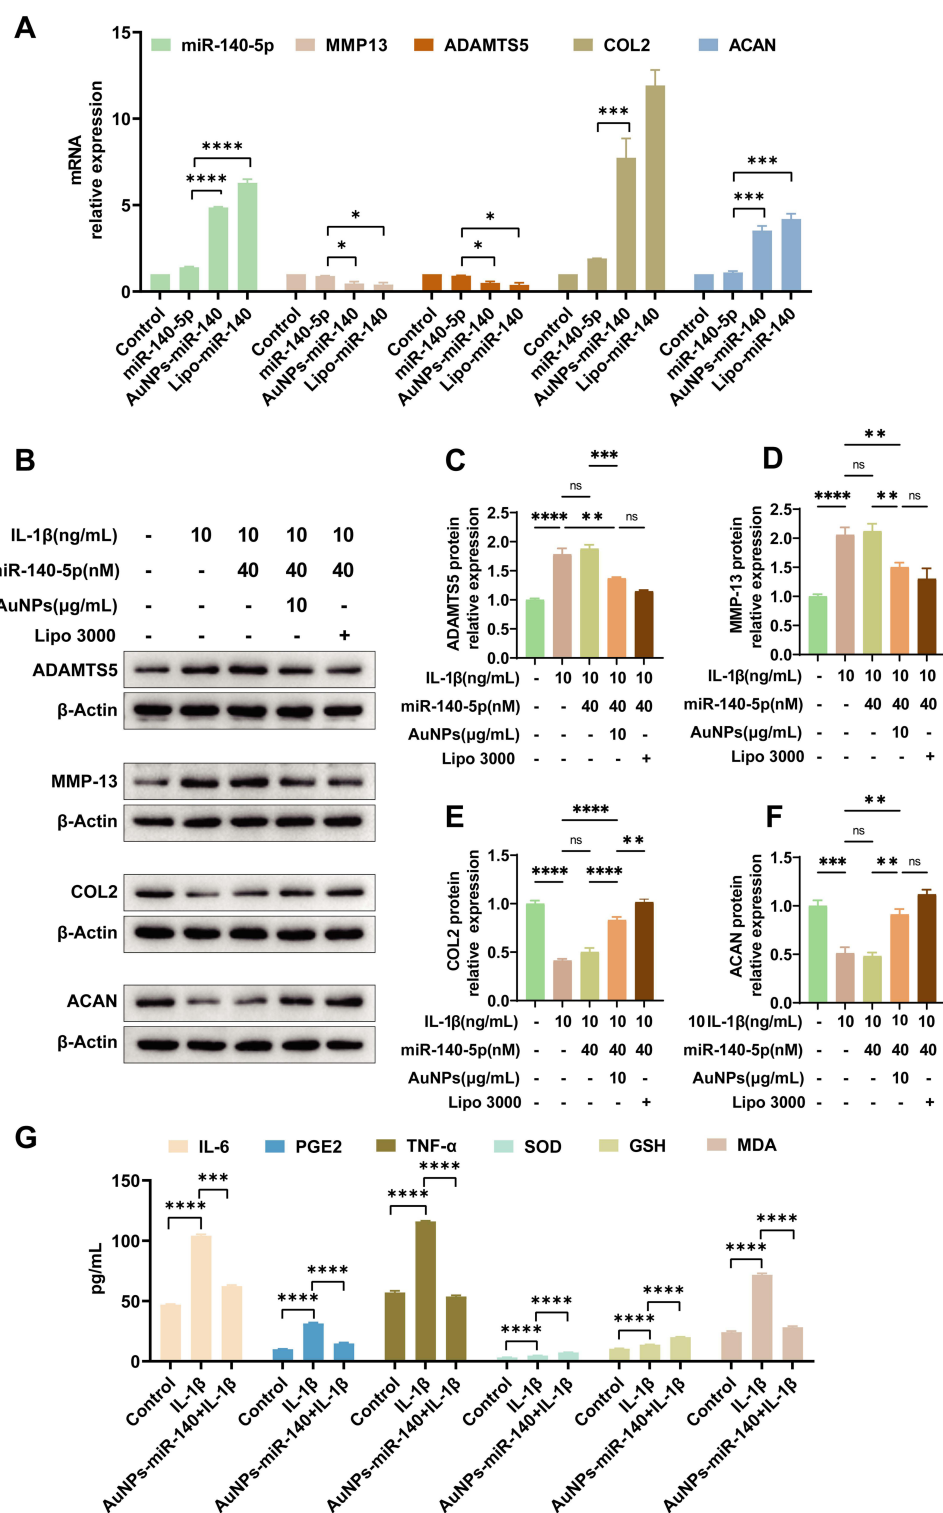 A
15
miR-140-5p MMP13 ADAMTS5 COL2 ACAN
mRNA
relative expression
10
5
0
**** **** * * * * *** *** ***
Control miR-140-5p AuNPs-miR-140 Lipo-miR-140
Control miR-140-5p AuNPs-miR-140 Lipo-miR-140
Control miR-140-5p AuNPs-miR-140 Lipo-miR-140
Control miR-140-5p AuNPs-miR-140 Lipo-miR-140
Control miR-140-5p AuNPs-miR-140 Lipo-miR-140
B
IL-1β(ng/mL) - 10 10 10 10
miR-140-5p(nM) - - 40 40 40
AuNPs(μg/mL) - - - 10 -
Lipo 3000 - - - - +
ADAMTS5
β-Actin
MMP-13
β-Actin
COL2
β-Actin
ACAN
β-Actin
C
***
ns
**** ** ns
ADAMTS5 protein
relative expression
2.5
2.0
1.5
1.0
0.5
0.0
IL-1β(ng/mL) - 10 10 10 10
miR-140-5p(nM) - - 40 40 40
AuNPs(μg/mL) - - - 10 -
Lipo 3000 - - - - +
D
**
ns
**** ** ns
MMP-13 protein
relative expression
2.5
2.0
1.5
1.0
0.5
0.0
IL-1β(ng/mL) - 10 10 10 10
miR-140-5p(nM) - - 40 40 40
AuNPs(μg/mL) - - - 10 -
Lipo 3000 - - - - +
E
****
ns **
**** ****
COL2 protein
relative expression
1.5
1.0
0.5
0.0
IL-1β(ng/mL) - 10 10 10 10
miR-140-5p(nM) - - 40 40 40
AuNPs(μg/mL) - - - 10 -
Lipo 3000 - - - - +
F
**
ns
*** ** ns
ACAN protein
relative expression
1.5
1.0
0.5
0.0
10IL-1β(ng/mL) - 10 10 10 10
miR-140-5p(nM) - - 40 40 40
AuNPs(μg/mL) - - - 10 -
Lipo 3000 - - - - +
G
IL-6 PGE2 TNF-α SOD GSH MDA
pg/mL
150
100
50
0
**** *** **** **** **** **** **** **** **** **** **** ****
Control IL-1β AuNPs-miR-140+IL-1β
Control IL-1β AuNPs-miR-140+IL-1β
Control IL-1β AuNPs-miR-140+IL-1β
Control IL-1β AuNPs-miR-140+IL-1β
Control IL-1β AuNPs-miR-140+IL-1β
Control IL-1β AuNPs-miR-140+IL-1β